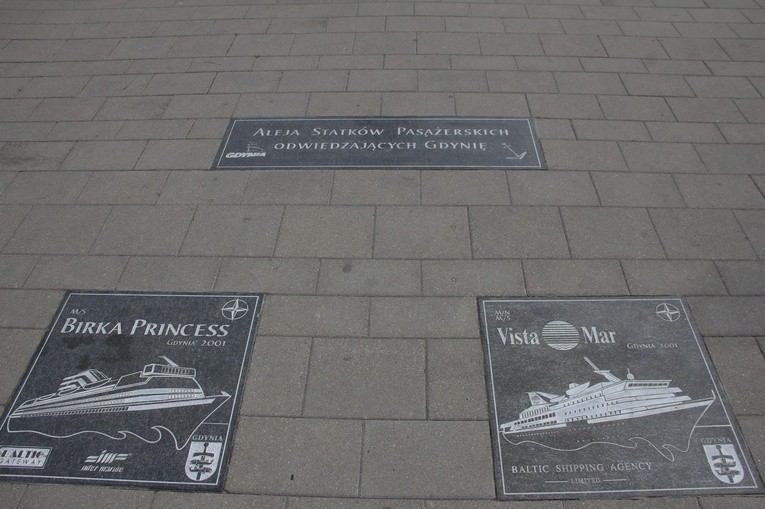 Aleja Statków Pasażerskich
odwiedzających Gdynię
GDYNIA
M/S
Birka Princess
Gdynia' 2001
BALTIC
GATEWAY
inter marine
GDYNIA
M/N
M/S
Vista Mar
Gdynia' 2001
Baltic Shipping Agency
Limited
GDYNIA